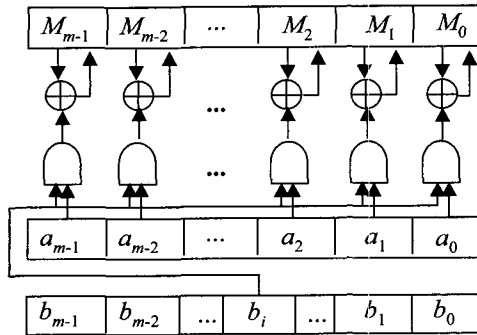 M_{m-1} M_{m-2} ... M_2 M_1 M_0
...
...
a_{m-1} a_{m-2} ... a_2 a_1 a_0
b_{m-1} b_{m-2} ... b_i ... b_1 b_0